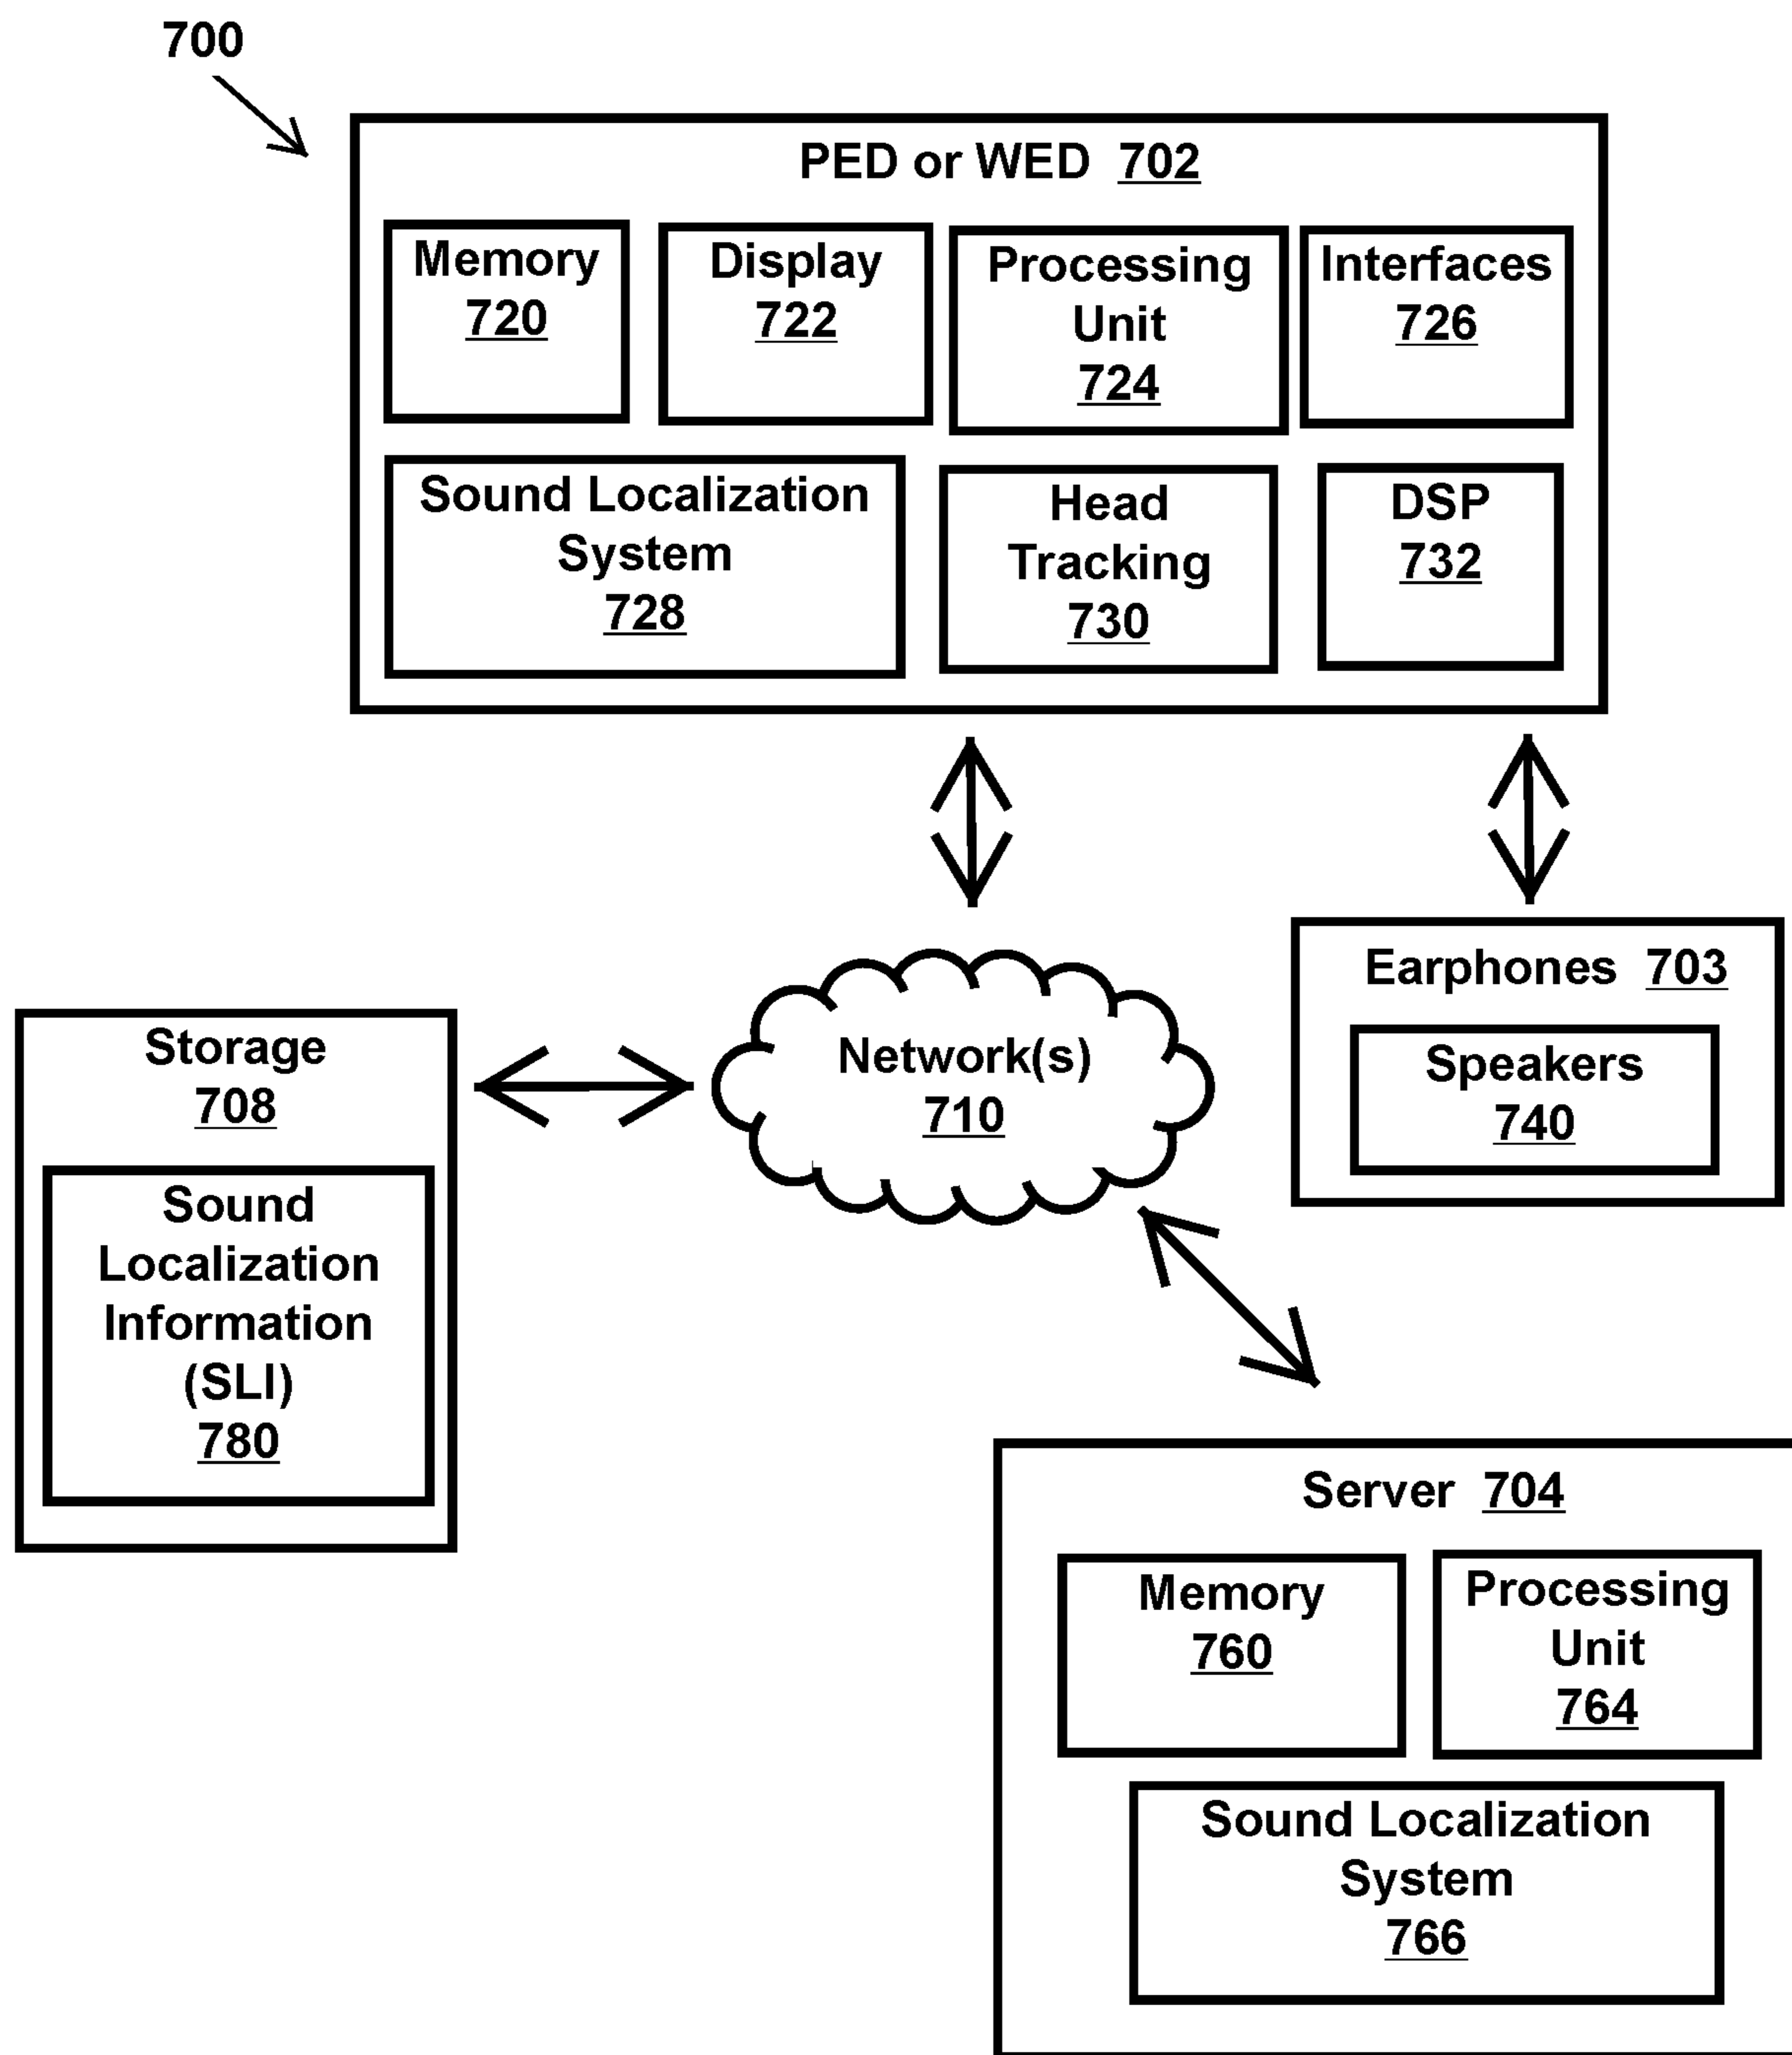 700
PED or WED 702
Memory
720
Display
722
Processing
Unit
724
Interfaces
726
Sound Localization
System
728
Head
Tracking
730
DSP
732
Earphones 703
Speakers
740
Network(s)
710
Storage
708
Sound
Localization
Information
(SLI)
780
Server 704
Memory
760
Processing
Unit
764
Sound Localization
System
766